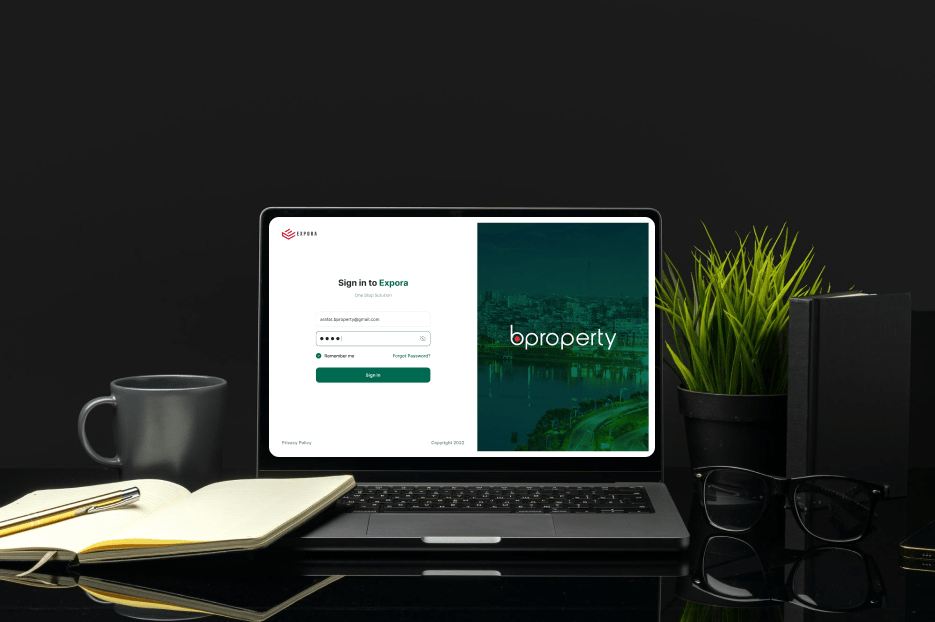 EXPORA
Sign in to Expora
One Stop Solution
arafat.bproperty@gmail.com
Remember me
Forgot Password?
Sign In
Privacy Policy
Copyright 2022
bproperty